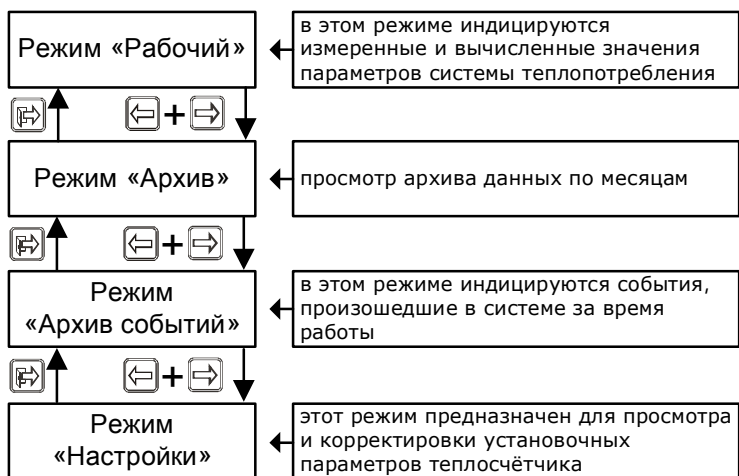 Режим «Рабочий»
в этом режиме индицируются
измеренные и вычисленные значения
параметров системы теплопотребления
+
Режим «Архив»
просмотр архива данных по месяцам
+
Режим
«Архив событий»
в этом режиме индицируются события,
произошедшие в системе за время
работы
+
Режим
«Настройки»
этот режим предназначен для просмотра
и корректировки установочных
параметров теплосчётчика